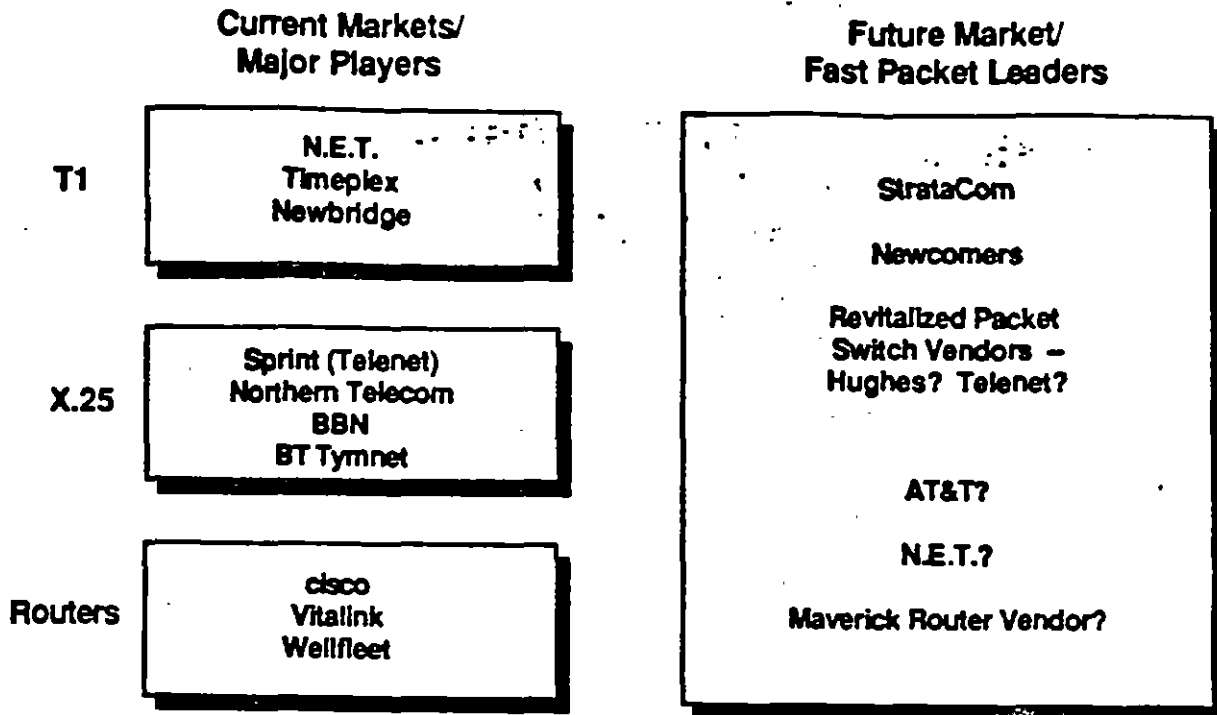 Current Markets/
Major Players
T1
N.E.T.
Timeplex
Newbridge
X.25
Sprint (Telenet)
Northern Telecom
BBN
BT Tymnet
Routers
cisco
Vitalink
Wellfleet
Future Market/
Fast Packet Leaders
StrataCom
Newcomers
Revitalized Packet
Switch Vendors –
Hughes? Telenet?
AT&T?
N.E.T.?
Maverick Router Vendor?